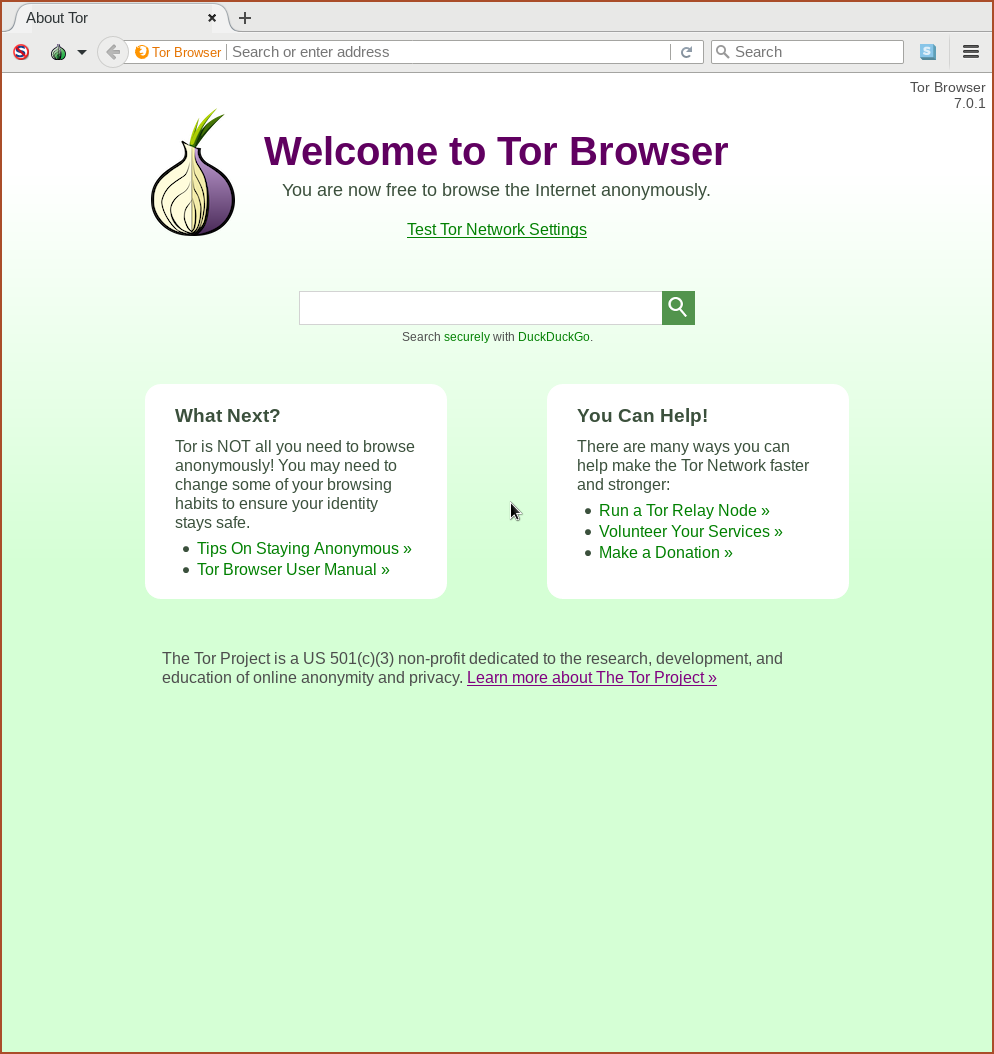 About Tor
Tor Browser Search or enter address Search
Tor Browser
7.0.1
Welcome to Tor Browser
You are now free to browse the Internet anonymously.
Test Tor Network Settings
Search securely with DuckDuckGo.
What Next?
Tor is NOT all you need to browse
anonymously! You may need to
change some of your browsing
habits to ensure your identity
stays safe.
Tips On Staying Anonymous »
Tor Browser User Manual »
You Can Help!
There are many ways you can
help make the Tor Network faster
and stronger:
Run a Tor Relay Node »
Volunteer Your Services »
Make a Donation »
The Tor Project is a US 501(c)(3) non-profit dedicated to the research, development, and
education of online anonymity and privacy. Learn more about The Tor Project »